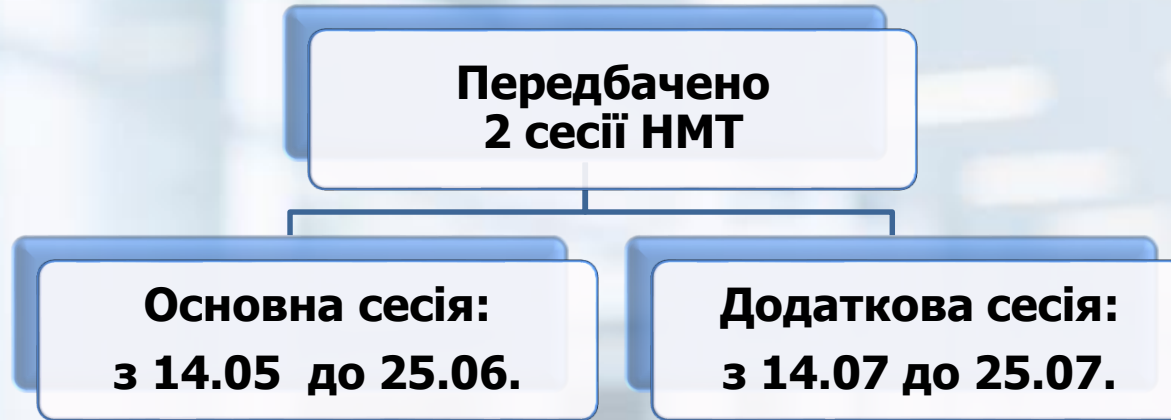 Передбачено
2 сесії НМТ
Основна сесія:
з 14.05 до 25.06.
Додаткова сесія:
з 14.07 до 25.07.